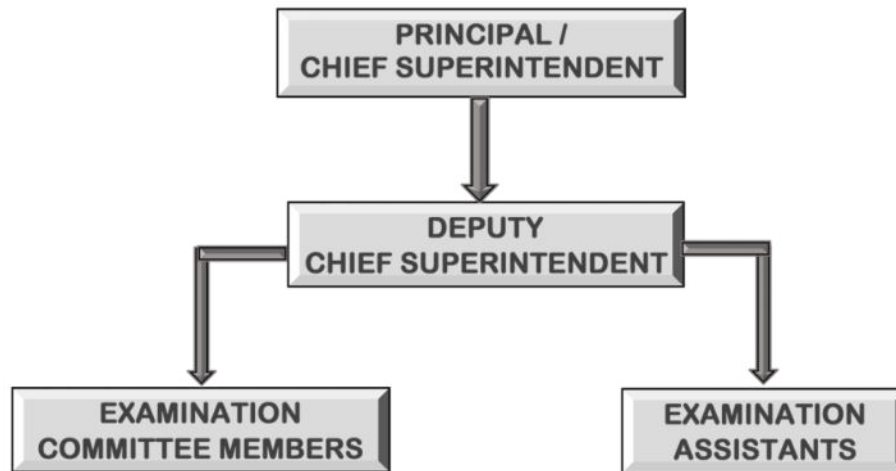 PRINCIPAL /
CHIEF SUPERINTENDENT
DEPUTY
CHIEF SUPERINTENDENT
EXAMINATION
COMMITTEE MEMBERS
EXAMINATION
ASSISTANTS